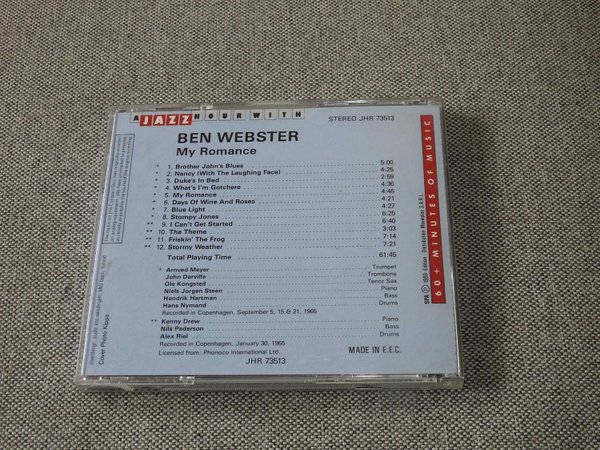 A JAZZ HOUR WITH
STEREO JHR 73513
BEN WEBSTER
My Romance
* 1. Brother John's Blues 5:00
* 2. Nancy (With The Laughing Face) 4:25
* 3. Duke's In Bed 2:59
* 4. What's I'm Gotchere 4:36
* 5. My Romance 4:45
* 6. Days Of Wine And Roses 4:21
* 7. Blue Light 4:27
* 8. Stompy Jones 6:25
** 9. I Can't Get Started 6:40
** 10. The Theme 3:03
** 11. Friskin' The Frog 7:14
** 12. Stormy Weather 7:21
Total Playing Time 61:45
* Arnved Meyer Trumpet
John Darville Trombone
Ole Kongsted Tenor Sax
Niels Jorgen Steen Piano
Hendrik Hartman Bass
Hans Nymand Drums
Recorded in Copenhagen, September 5, 15 & 21, 1965
** Kenny Drew Piano
Nils Pederson Bass
Alex Riel Drums
Recorded in Copenhagen, January 30, 1965
Licensed from: Phonoco International Ltd.
MADE IN E.E.C.
JHR 73513
60+ MINUTES OF MUSIC
SPA ℗ 1989 Edition Distribution
Cover Photo Kippa